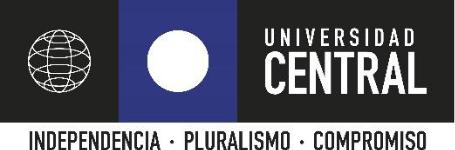 UNIVERSIDAD
CENTRAL
INDEPENDENCIA · PLURALISMO · COMPROMISO